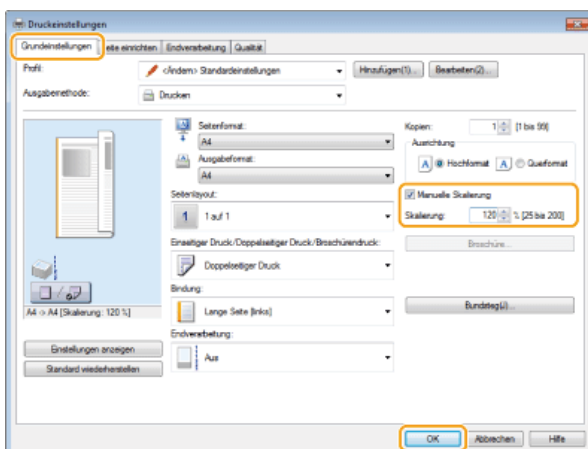 Druckeinstellungen
Grundeinstellungen Seite einrichten Endverarbeitung Qualität
Profil: <Ändern> Standardeinstellungen Hinzufügen(1)... Bearbeiten(2)...
Ausgabemethode: Drucken
Seitenformat:
A4
Ausgabeformat:
A4
Seitenlayout:
1 1 auf 1
Einseitiger Druck/Doppelseitiger Druck/Broschürendruck:
Doppelseitiger Druck
Bindung:
Lange Seite [links]
Endverarbeitung:
Aus
A4 -> A4 [Skalierung: 120 %]
Einstellungen anzeigen
Standard wiederherstellen
Kopien: 1 [1 bis 99]
Ausrichtung
A Hochformat A Querformat
Manuelle Skalierung
Skalierung: 120 % [25 bis 200]
Broschüre...
Bundsteg(J)...
OK Abbrechen Hilfe